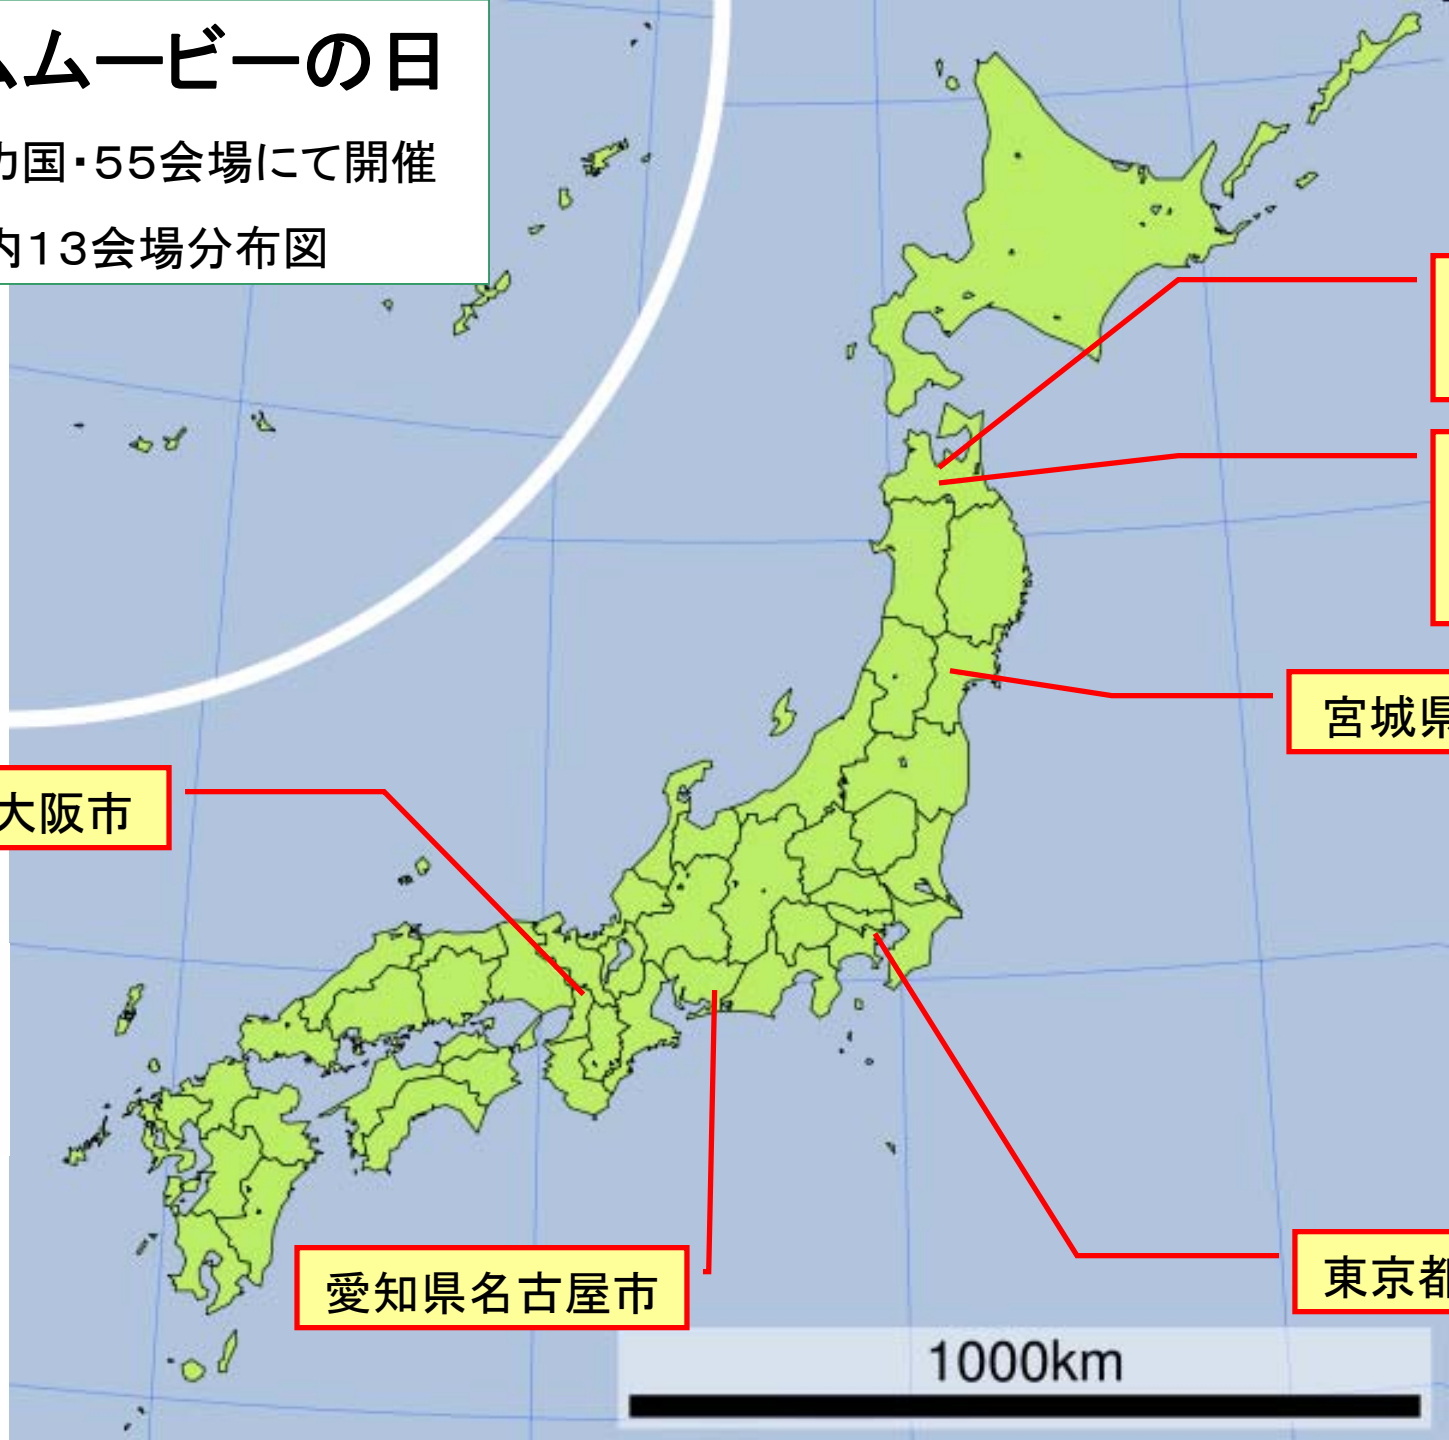 ムムービーの日
カ国・55会場にて開催
内13会場分布図
宮城県
大阪市
愛知県名古屋市
東京都
1000km